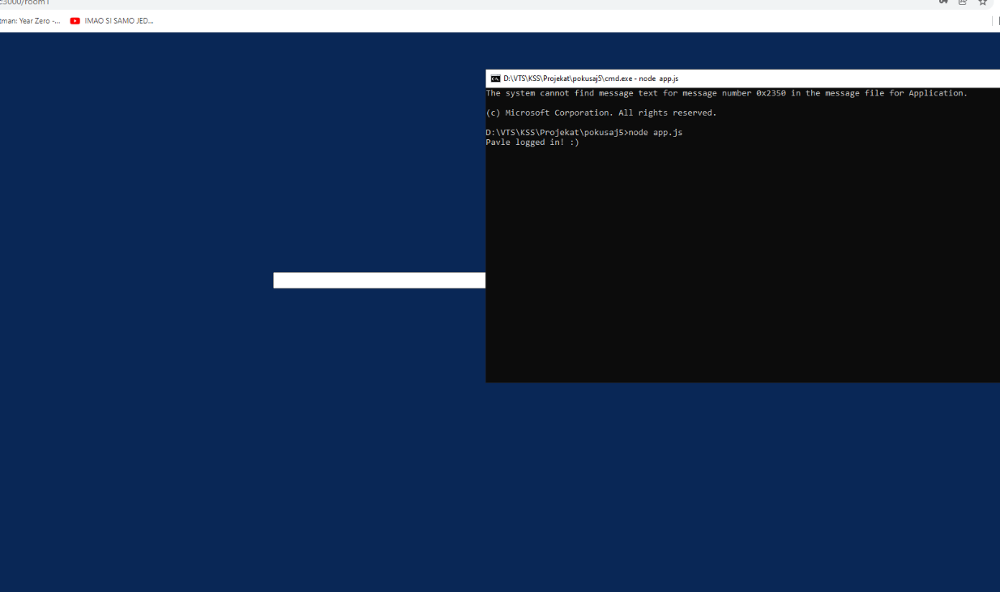 :3000/room1
tman: Year Zero -...
IMAO SI SAMO JED...
D:\VTS\KSS\Projekat\pokusaj5\cmd.exe - node app.js
The system cannot find message text for message number 0x2350 in the message file for Application.
(c) Microsoft Corporation. All rights reserved.
D:\VTS\KSS\Projekat\pokusaj5>node app.js
Pavle logged in! :)